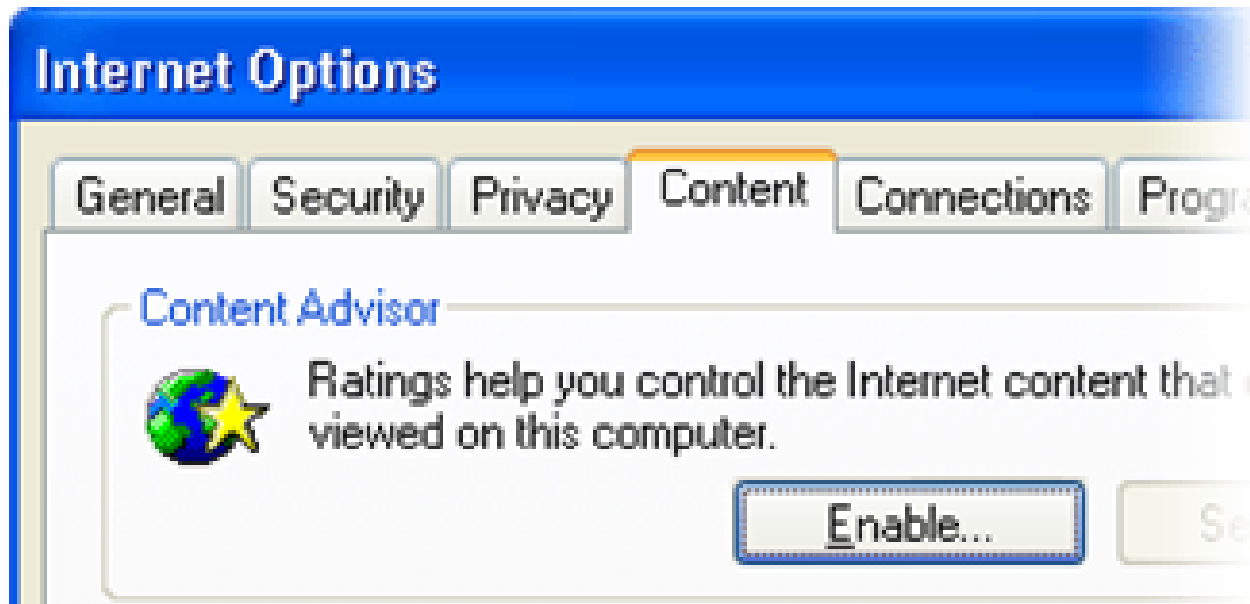 Internet Options
General Security Privacy Content Connections
Content Advisor
Ratings help you control the Internet content that
viewed on this computer.
Enable...